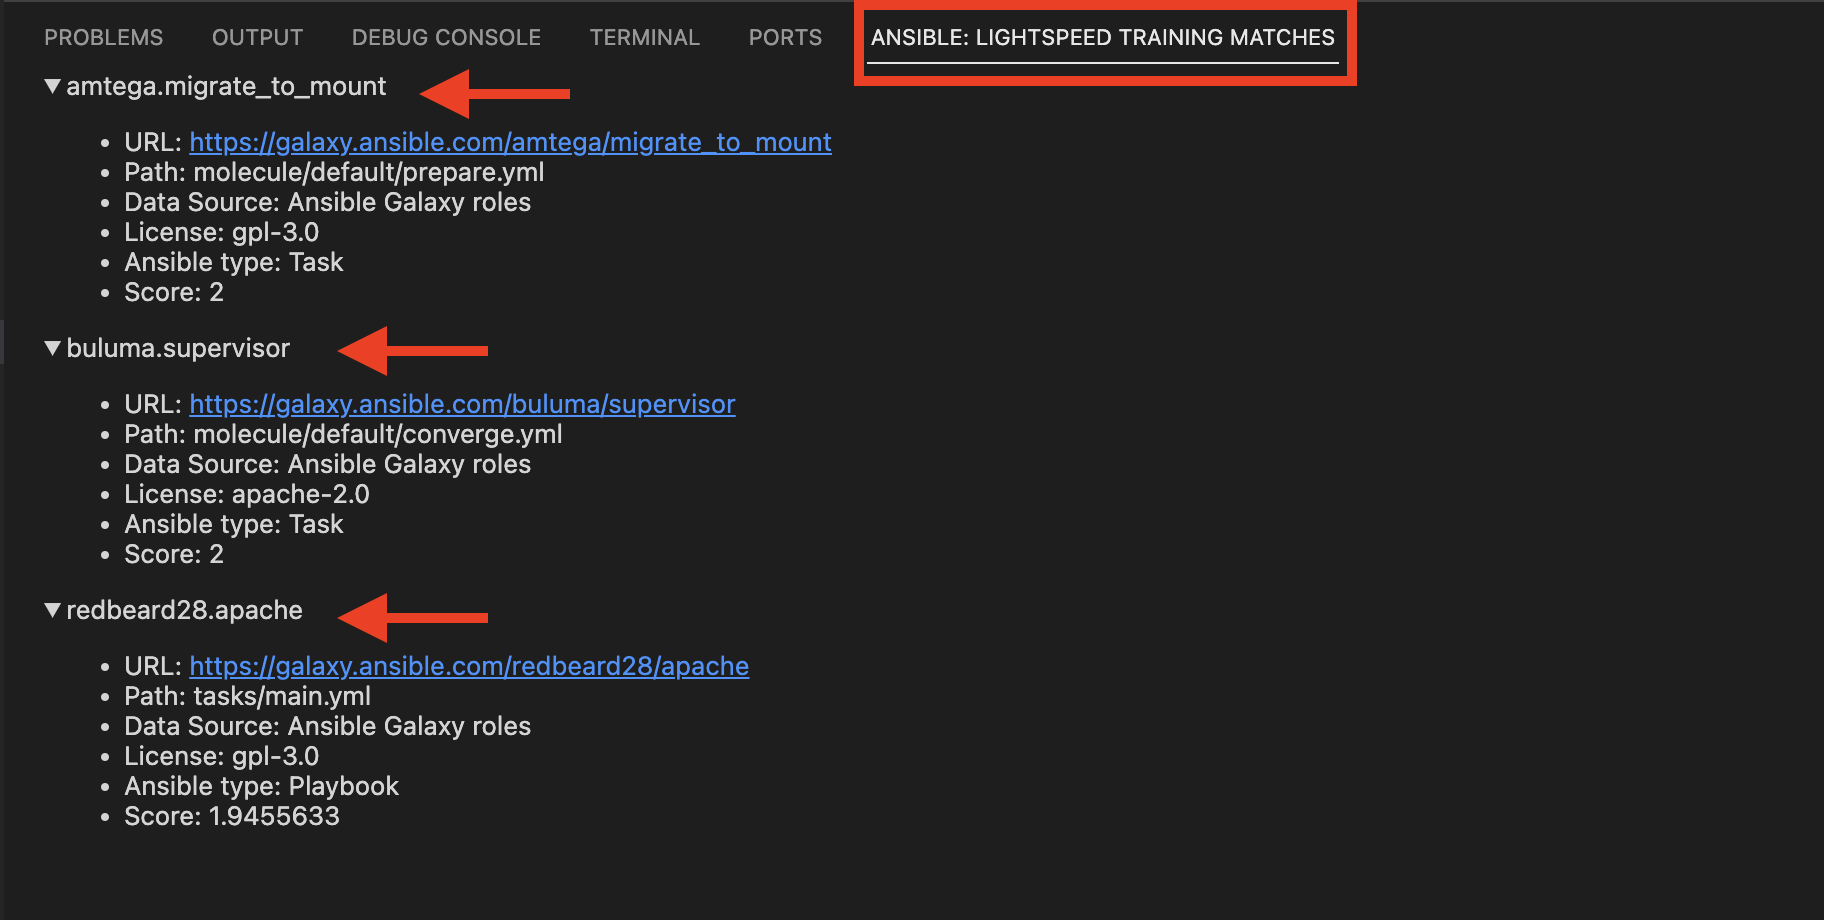 PROBLEMS OUTPUT DEBUG CONSOLE TERMINAL PORTS ANSIBLE: LIGHTSPEED TRAINING MATCHES
amtega.migrate_to_mount
URL: https://galaxy.ansible.com/amtega/migrate_to_mount
Path: molecule/default/prepare.yml
Data Source: Ansible Galaxy roles
License: gpl-3.0
Ansible type: Task
Score: 2
buluma.supervisor
URL: https://galaxy.ansible.com/buluma/supervisor
Path: molecule/default/converge.yml
Data Source: Ansible Galaxy roles
License: apache-2.0
Ansible type: Task
Score: 2
redbeard28.apache
URL: https://galaxy.ansible.com/redbeard28/apache
Path: tasks/main.yml
Data Source: Ansible Galaxy roles
License: gpl-3.0
Ansible type: Playbook
Score: 1.9455633